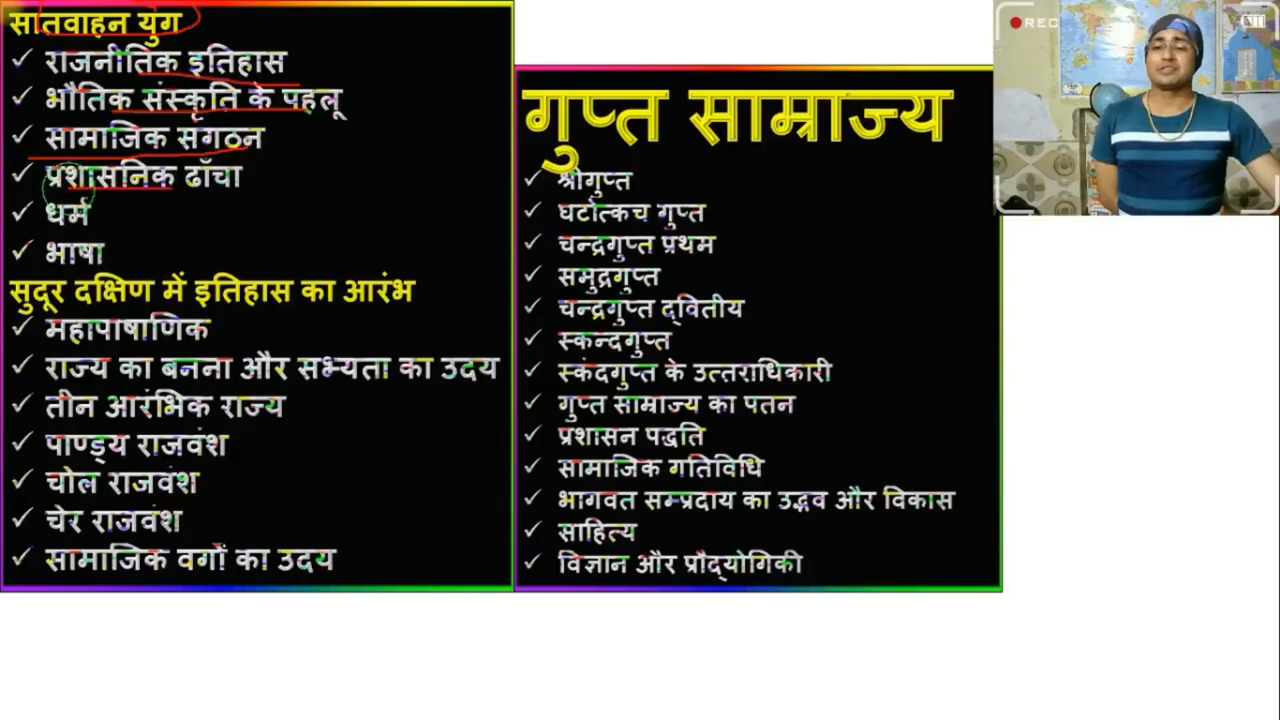 सातवाहन युग
✓ राजनीतिक इतिहास
✓ भौतिक संस्कृति के पहलू
✓ सामाजिक संगठन
✓ प्रशासनिक ढाँचा
✓ धर्म
✓ भाषा
सुदूर दक्षिण में इतिहास का आरंभ
✓ महापाषाणिक
✓ राज्य का बनना और सभ्यता का उदय
✓ तीन आरंभिक राज्य
✓ पाण्ड्य राजवंश
✓ चोल राजवंश
✓ चेर राजवंश
✓ सामाजिक वर्गों का उदय
गुप्त साम्राज्य
✓ श्रीगुप्त
✓ घटोत्कच गुप्त
✓ चन्द्रगुप्त प्रथम
✓ समुद्रगुप्त
✓ चन्द्रगुप्त द्वितीय
✓ स्कन्दगुप्त
✓ स्कंदगुप्त के उत्तराधिकारी
✓ गुप्त साम्राज्य का पतन
✓ प्रशासन पद्धति
✓ सामाजिक गतिविधि
✓ भागवत सम्प्रदाय का उद्भव और विकास
✓ साहित्य
✓ विज्ञान और प्रौद्योगिकी
REC